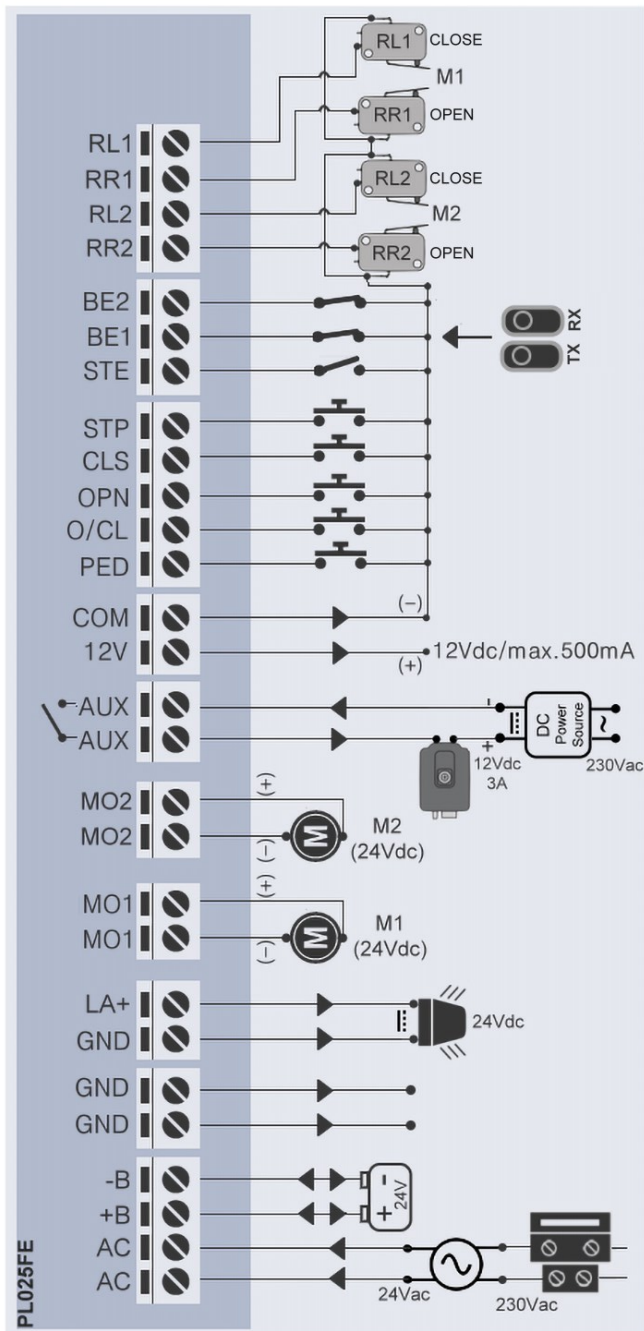 RL1 CLOSE
M1
RR1 OPEN
RL1
RR1
RL2 CLOSE
RL2
M2
RR2
RR2 OPEN
BE2
BE1
STE
RX
TX
STP
CLS
OPN
O/CL
PED
COM (-)
12V (+) 12Vdc/max.500mA
AUX -
AUX +
DC
Power
Source
12Vdc
3A
230Vac
MO2 (+)
MO2 (-) M
M2
(24Vdc)
MO1 (+)
MO1 (-) M
M1
(24Vdc)
LA+
GND
24Vdc
GND
GND
-B -
+B +
24V
AC
AC
24Vac
230Vac
PL025FE